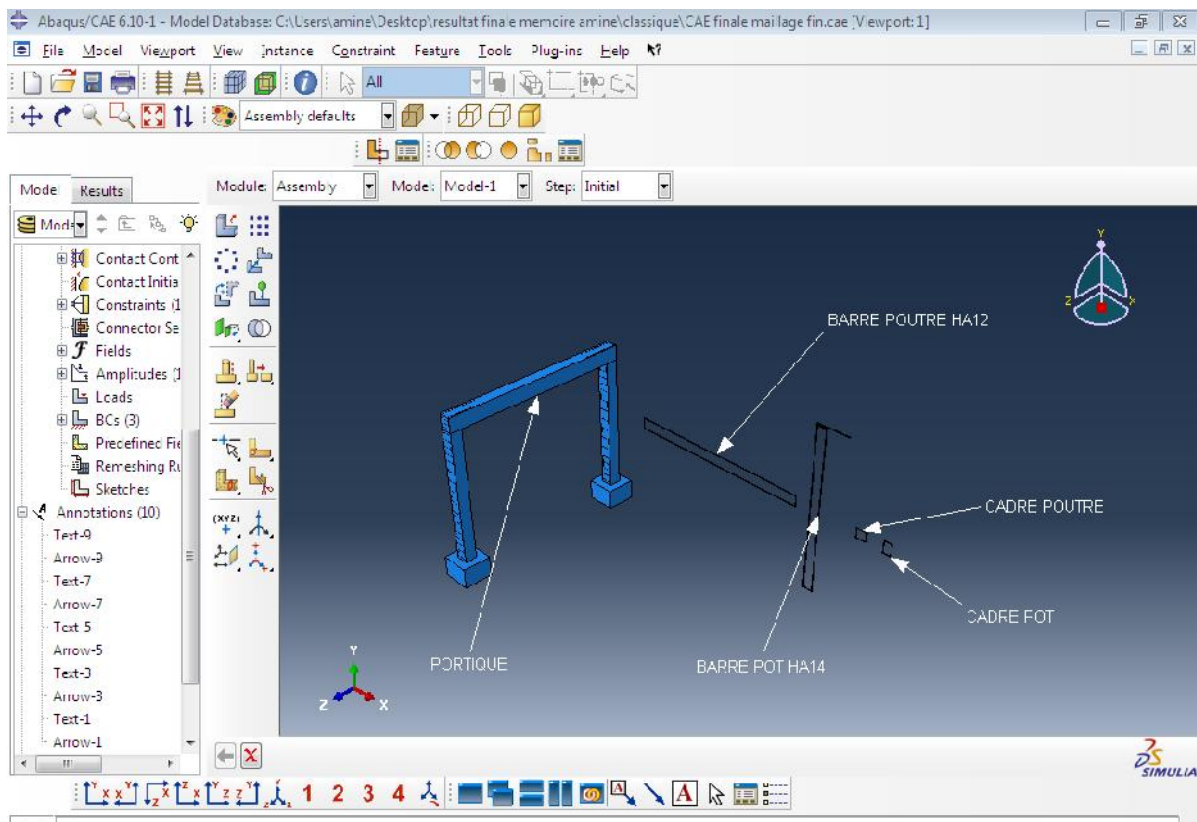 Abaqus/CAE 6.10-1 - Model Database: C:\Users\amine\Desktop\resultat finale memoire amine\classique\CAE finale maillage fin.cae [Viewport: 1]
File Model Viewport View Instance Constraint Feature Tools Plug-ins Help
All
Assembly defaults
Model Results
Module: Assembly Model: Model-1 Step: Initial
Mode
Contact Cont
Contact Initia
Constraints (1
Connector Se
Fields
Amplitudes (1
Loads
BCs (3)
Predefined Fie
Remeshing Ru
Sketches
Annotations (10)
Text-9
Arrow-9
Text-7
Arrow-7
Text-5
Arrow-5
Text-3
Arrow-3
Text-1
Arrow-1
(XYZ)
Y
Z X
BARRE POUTRE HA12
CADRE POUTRE
CADRE POT
PORTIQUE
BARRE POT HA14
Y
Z X
SIMULIA
1 2 3 4
A